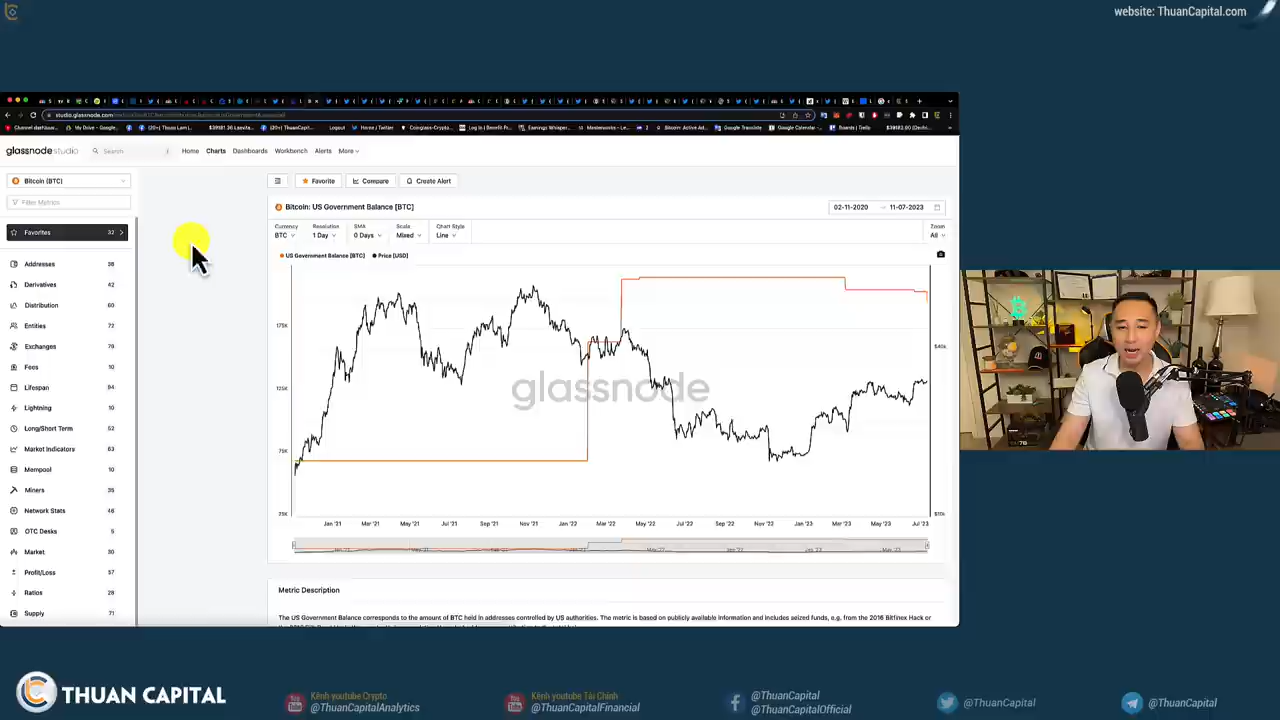 website: ThuanCapital.com
glassnode studio
Search
/
Home
Charts
Dashboards
Workbench
Alerts
More
Bitcoin (BTC)
Filter Metrics
Favorites 32
Addresses 38
Derivatives 42
Distribution 60
Entities 72
Exchanges 79
Fees
Lifespan 94
Lightning 10
Long/Short Term 52
Market Indicators 63
Mempool 10
Miners 35
Network Stats 46
OTC Desks 5
Market 30
Profit/Loss 57
Ratios 28
Supply 71
Favorite
Compare
Create Alert
Bitcoin: US Government Balance [BTC]
02-11-2020 → 11-07-2023
Currency
BTC
Resolution
1 Day
SMA
0 Days
Scale
Mixed
Chart Style
Line
Zoom
All
US Government Balance [BTC]
Price [USD]
175K
125K
75K
25K
$40k
$10k
glassnode
Jan '21 Mar '21 May '21 Jul '21 Sep '21 Nov '21 Jan '22 Mar '22 May '22 Jul '22 Sep '22 Nov '22 Jan '23 Mar '23 May '23 Jul '23
Metric Description
The US Government Balance corresponds to the amount of BTC held in addresses controlled by US authorities. The metric is based on publicly available information and includes seized funds, e.g. from the 2016 Bitfinex Hack or
THUAN CAPITAL
Kênh youtube Crypto
@ThuanCapitalAnalytics
Kênh youtube Tài Chính
@ThuanCapitalFinancial
@ThuanCapital
@ThuanCapitalOfficial
@ThuanCapital
@ThuanCapital